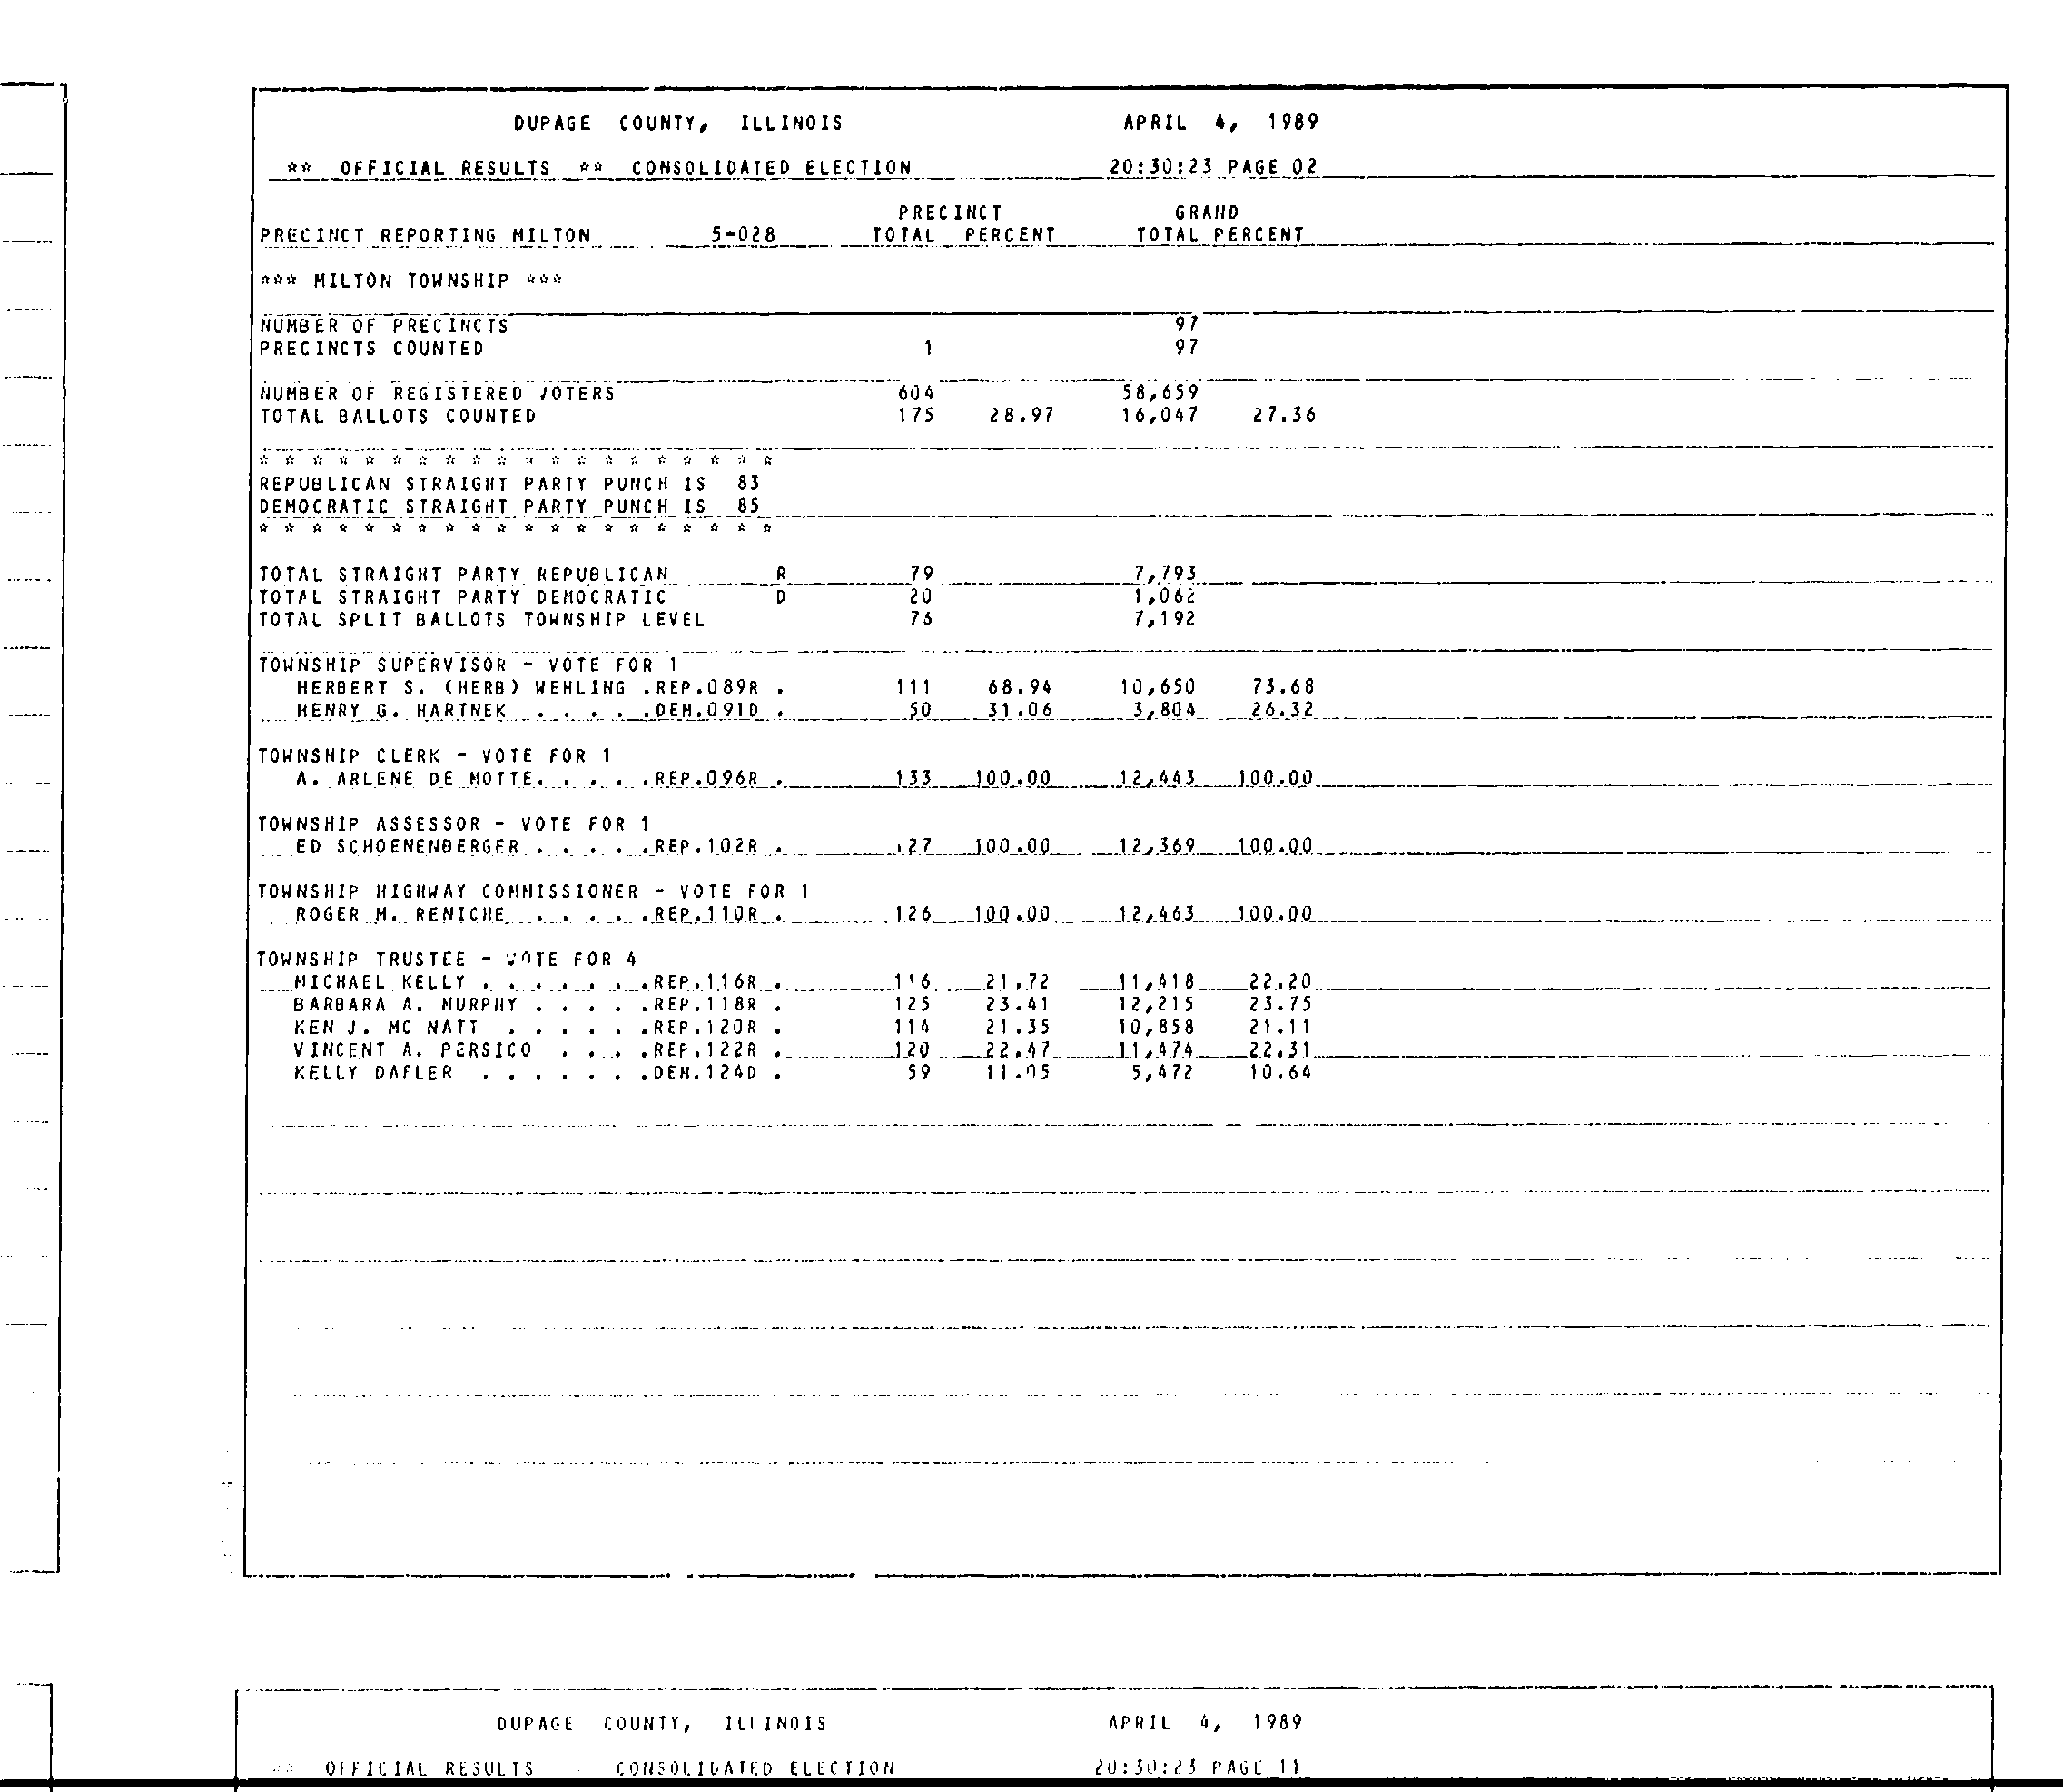 DUPAGE COUNTY, ILLINOIS APRIL 4, 1989
** OFFICIAL RESULTS ** CONSOLIDATED ELECTION 20:30:23 PAGE 02
PRECINCT GRAND
PRECINCT REPORTING MILTON 5-028 TOTAL PERCENT TOTAL PERCENT
*** MILTON TOWNSHIP ***
NUMBER OF PRECINCTS 97
PRECINCTS COUNTED 1 97
NUMBER OF REGISTERED VOTERS 604 58,659
TOTAL BALLOTS COUNTED 175 28.97 16,047 27.36
* * * * * * * * * * * * * * * * * * * *
REPUBLICAN STRAIGHT PARTY PUNCH IS 83
DEMOCRATIC STRAIGHT PARTY PUNCH IS 85
* * * * * * * * * * * * * * * * * * * *
TOTAL STRAIGHT PARTY REPUBLICAN R 79 7,793
TOTAL STRAIGHT PARTY DEMOCRATIC D 20 1,062
TOTAL SPLIT BALLOTS TOWNSHIP LEVEL 76 7,192
TOWNSHIP SUPERVISOR - VOTE FOR 1
HERBERT S. (HERB) WEHLING .REP.089R . 111 68.94 10,650 73.68
HENRY G. HARTNEK . . . . .DEM.091D . 50 31.06 3,804 26.32
TOWNSHIP CLERK - VOTE FOR 1
A. ARLENE DE MOTTE. . . . .REP.096R . 133 100.00 12,443 100.00
TOWNSHIP ASSESSOR - VOTE FOR 1
ED SCHOENENBERGER . . . . .REP.102R . 127 100.00 12,369 100.00
TOWNSHIP HIGHWAY COMMISSIONER - VOTE FOR 1
ROGER M. RENICHE . . . . .REP.110R . 126 100.00 12,463 100.00
TOWNSHIP TRUSTEE - VOTE FOR 4
MICHAEL KELLY . . . . . . .REP.116R . 116 21.72 11,418 22.20
BARBARA A. MURPHY . . . . .REP.118R . 125 23.41 12,215 23.75
KEN J. MC NATT . . . . . .REP.120R . 114 21.35 10,858 21.11
VINCENT A. PERSICO . . . .REP.122R . 120 22.47 11,474 22.31
KELLY DAFLER . . . . . . .DEM.124D . 59 11.05 5,472 10.64
DUPAGE COUNTY, ILLINOIS APRIL 4, 1989
** OFFICIAL RESULTS ** CONSOLIDATED ELECTION 20:30:23 PAGE 11